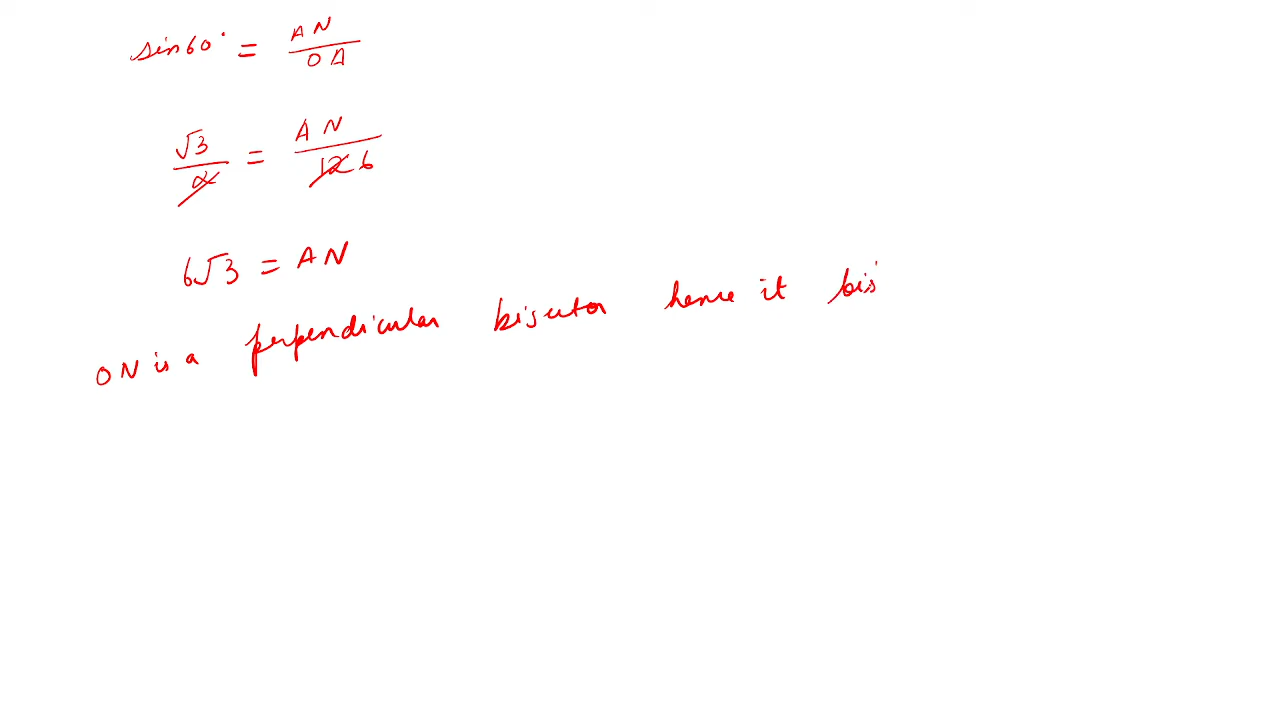 sin60° = AN/OA
√3/2 = AN/12 6
6√3 = AN
ON is a perpendicular bisector hence it bis